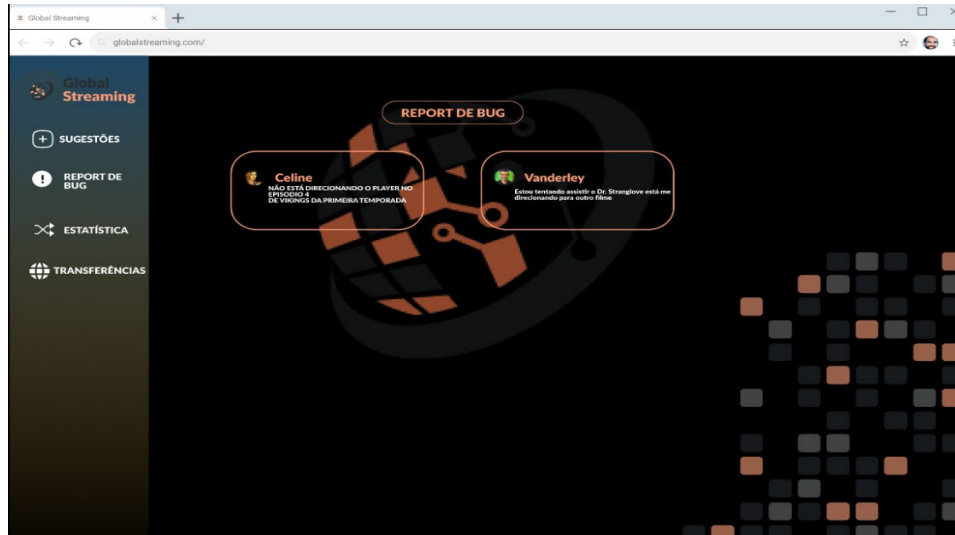 Global Streaming
globalstreaming.com/
Global
Streaming
SUGESTÕES
REPORT DE
BUG
ESTATÍSTICA
TRANSFERÊNCIAS
REPORT DE BUG
Celine
NÃO ESTÁ DIRECIONANDO O PLAYER NO
EPISODIO 4
DE VIKINGS DA PRIMEIRA TEMPORADA
Vanderley
Estou tentando assistir o Dr. Stranglove está me
direcionando para outro filme